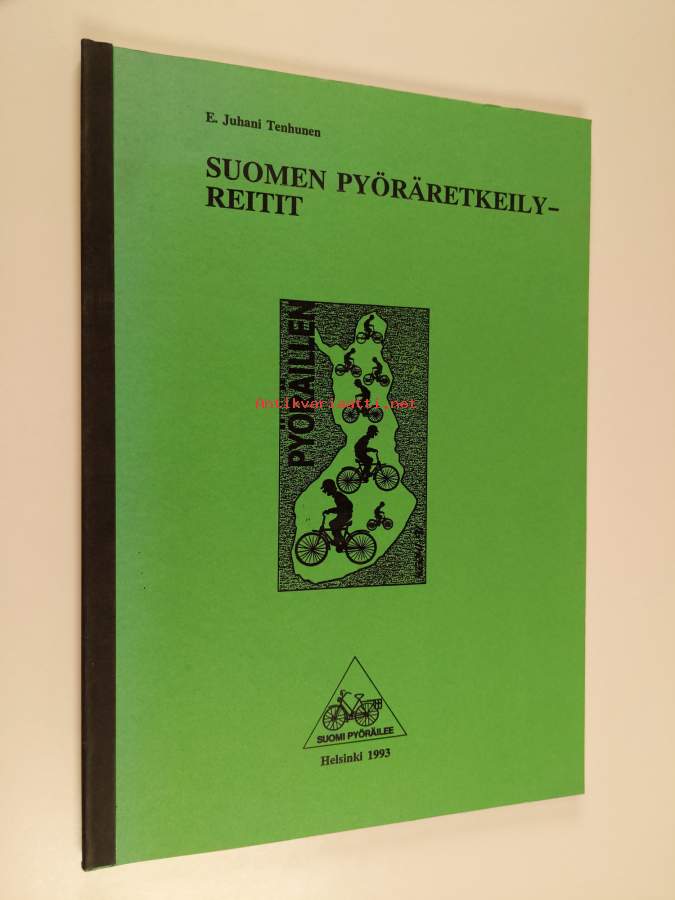 E. Juhani Tenhunen
SUOMEN PYÖRÄRETKEILY-
REITIT
PYÖRÄILLEN
Antikvariaatti.net
SUOMI PYÖRÄILEE
Helsinki 1993